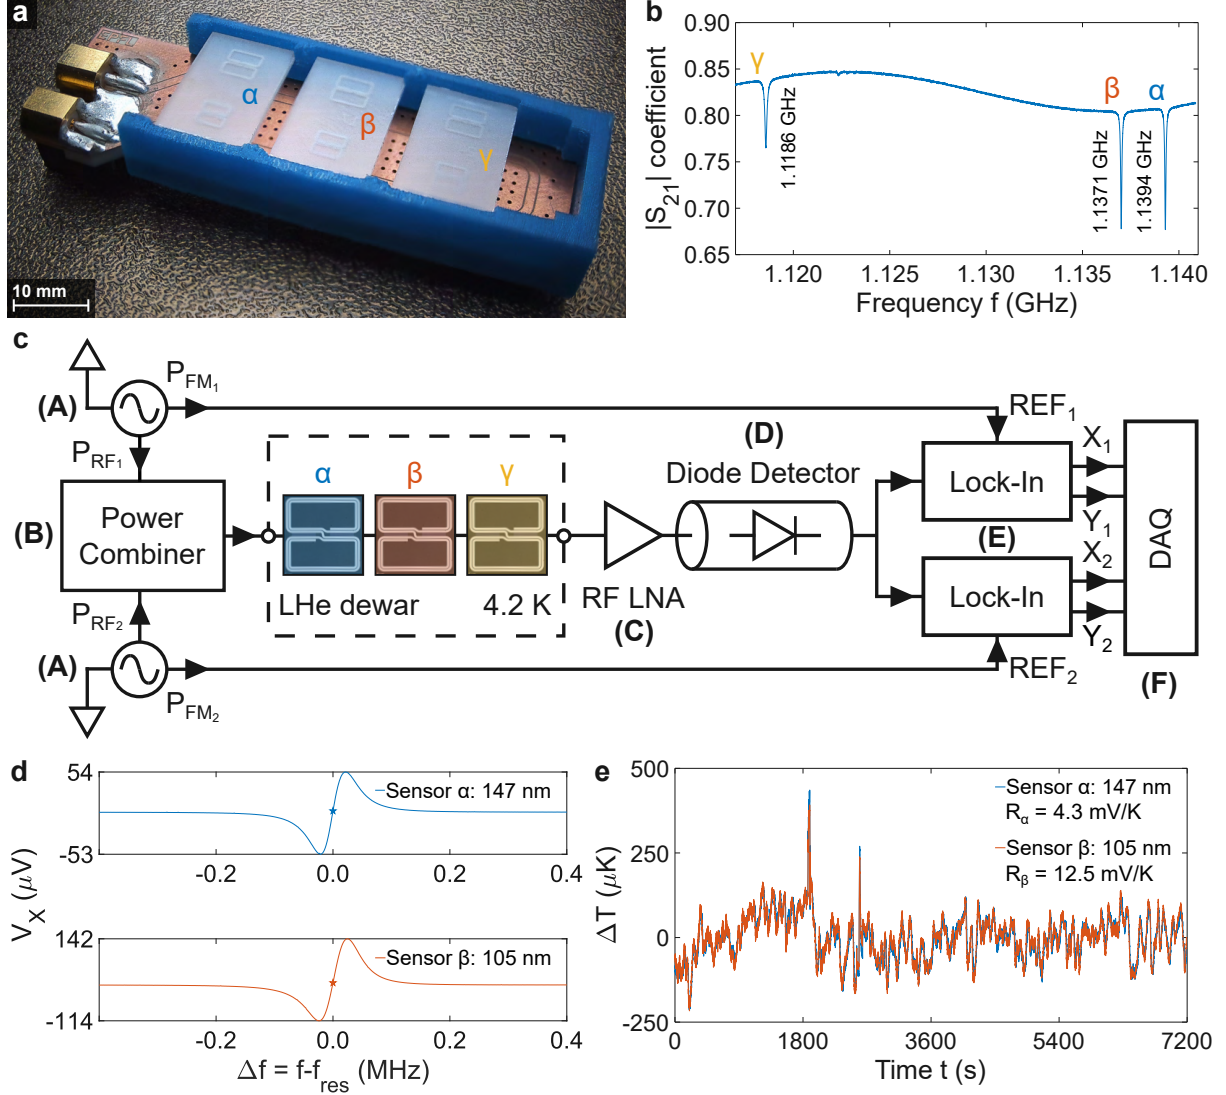 a
α
β
γ
10 mm
b
|S21| coefficient
0.90
0.85
0.80
0.75
0.70
0.65
γ
β
α
1.1186 GHz
1.1371 GHz
1.1394 GHz
1.120
1.125
1.130
1.135
1.140
Frequency f (GHz)
c
PFM1
(A)
REF1
(D)
PRF1
α
β
γ
Diode Detector
X1
Lock-In
Y1
(B)
Power
Combiner
(E)
DAQ
X2
LHe dewar
4.2 K
RF LNA
(C)
Lock-In
PRF2
Y2
(A)
REF2
(F)
PFM2
d
54
-53
Sensor α: 147 nm
-0.2
0.0
0.2
0.4
VX (μV)
142
-114
Sensor β: 105 nm
-0.2
0.0
0.2
0.4
Δf = f-fres (MHz)
e
500
250
0
-250
ΔT (μK)
Sensor α: 147 nm
Rα = 4.3 mV/K
Sensor β: 105 nm
Rβ = 12.5 mV/K
0
1800
3600
5400
7200
Time t (s)